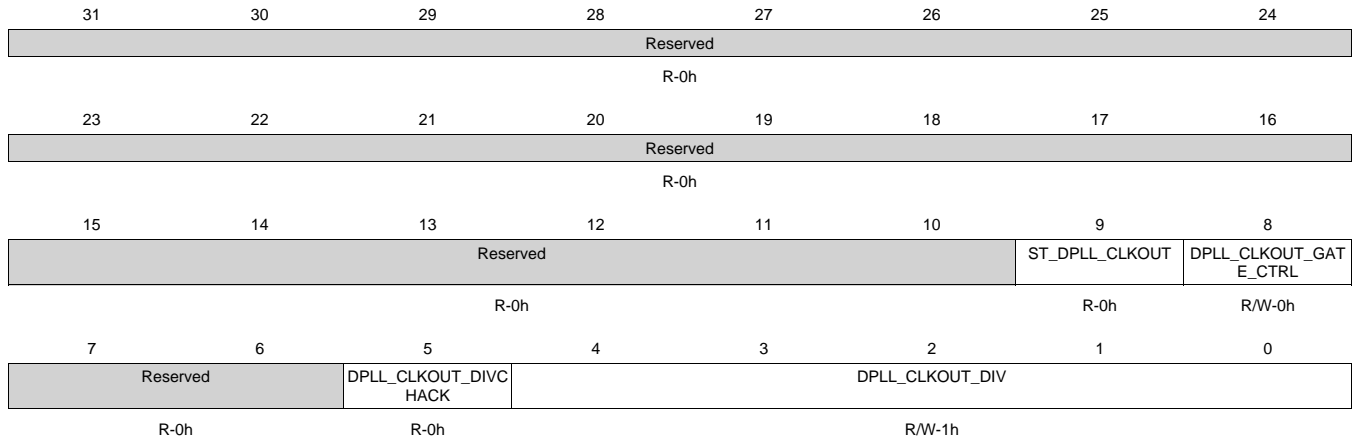 31 30 29 28 27 26 25 24
Reserved
R-0h
23 22 21 20 19 18 17 16
Reserved
R-0h
15 14 13 12 11 10 9 8
Reserved ST_DPLL_CLKOUT DPLL_CLKOUT_GAT
E_CTRL
R-0h R-0h R/W-0h
7 6 5 4 3 2 1 0
Reserved DPLL_CLKOUT_DIVC DPLL_CLKOUT_DIV
HACK
R-0h R-0h R/W-1h